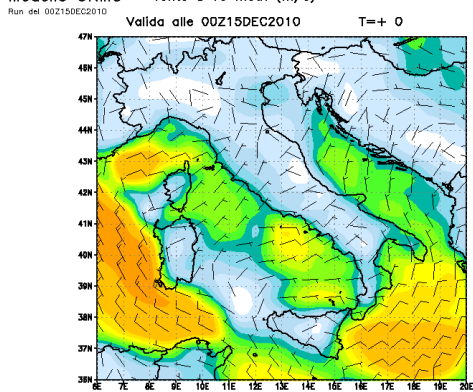 Run del 00Z15DEC2010
Valida alle 00Z15DEC2010 T=+ 0
47N
46N
45N
44N
43N
42N
41N
40N
39N
38N
37N
36N
35N
6E 7E 8E 9E 10E 11E 12E 13E 14E 15E 16E 17E 18E 19E 20E